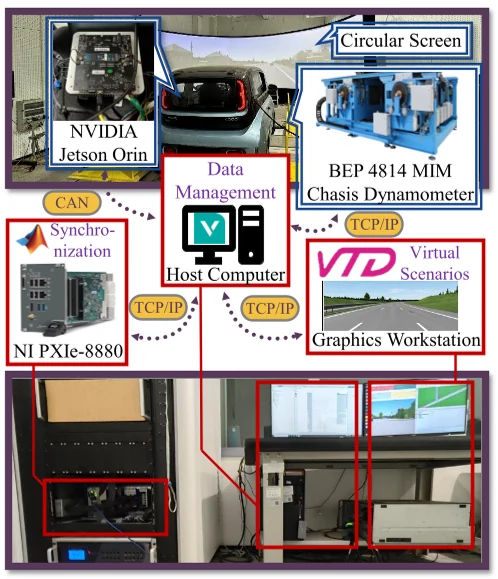 Circular Screen
NVIDIA
Jetson Orin
BEP 4814 MIM
Chasis Dynamometer
Data
Management
Host Computer
CAN
TCP/IP
Synchro-
nization
NI PXIe-8880
TCP/IP
TCP/IP
VTD
Virtual
Scenarios
Graphics Workstation